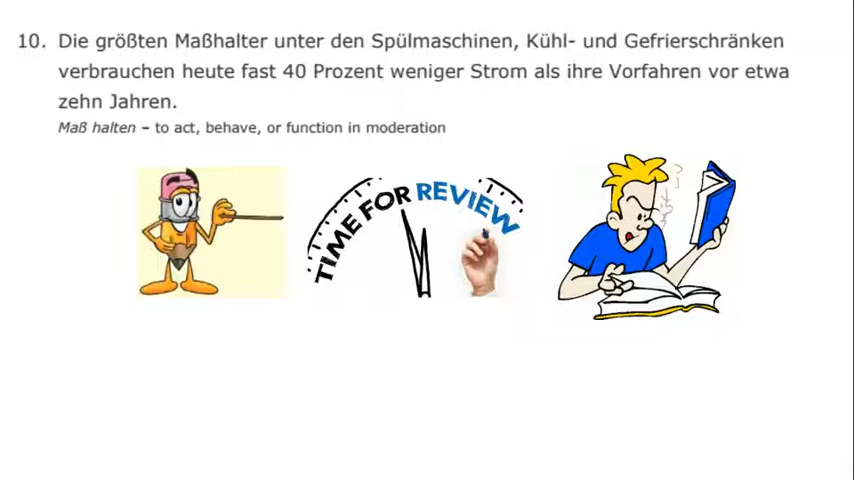 10. Die größten Maßhalter unter den Spülmaschinen, Kühl- und Gefrierschränken
verbrauchen heute fast 40 Prozent weniger Strom als ihre Vorfahren vor etwa
zehn Jahren.
Maß halten – to act, behave, or function in moderation
TIME FOR REVIEW